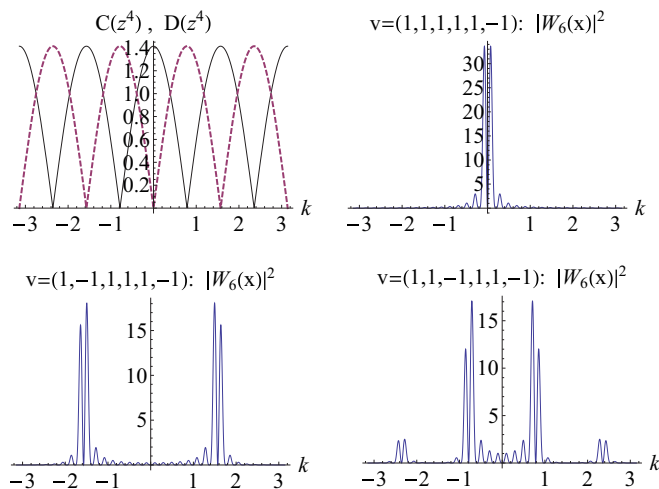 C(z⁴) , D(z⁴)
1.4
1.2
1.0
0.8
0.6
0.4
0.2
−3 −2 −1 0 1 2 3 k
v=(1,1,1,1,1,−1): |W₆(x)|²
30
25
20
15
10
5
−3 −2 −1 0 1 2 3 k
v=(1,−1,1,1,1,−1): |W₆(x)|²
15
10
5
−3 −2 −1 0 1 2 3 k
v=(1,1,−1,1,1,−1): |W₆(x)|²
15
10
5
−3 −2 −1 0 1 2 3 k